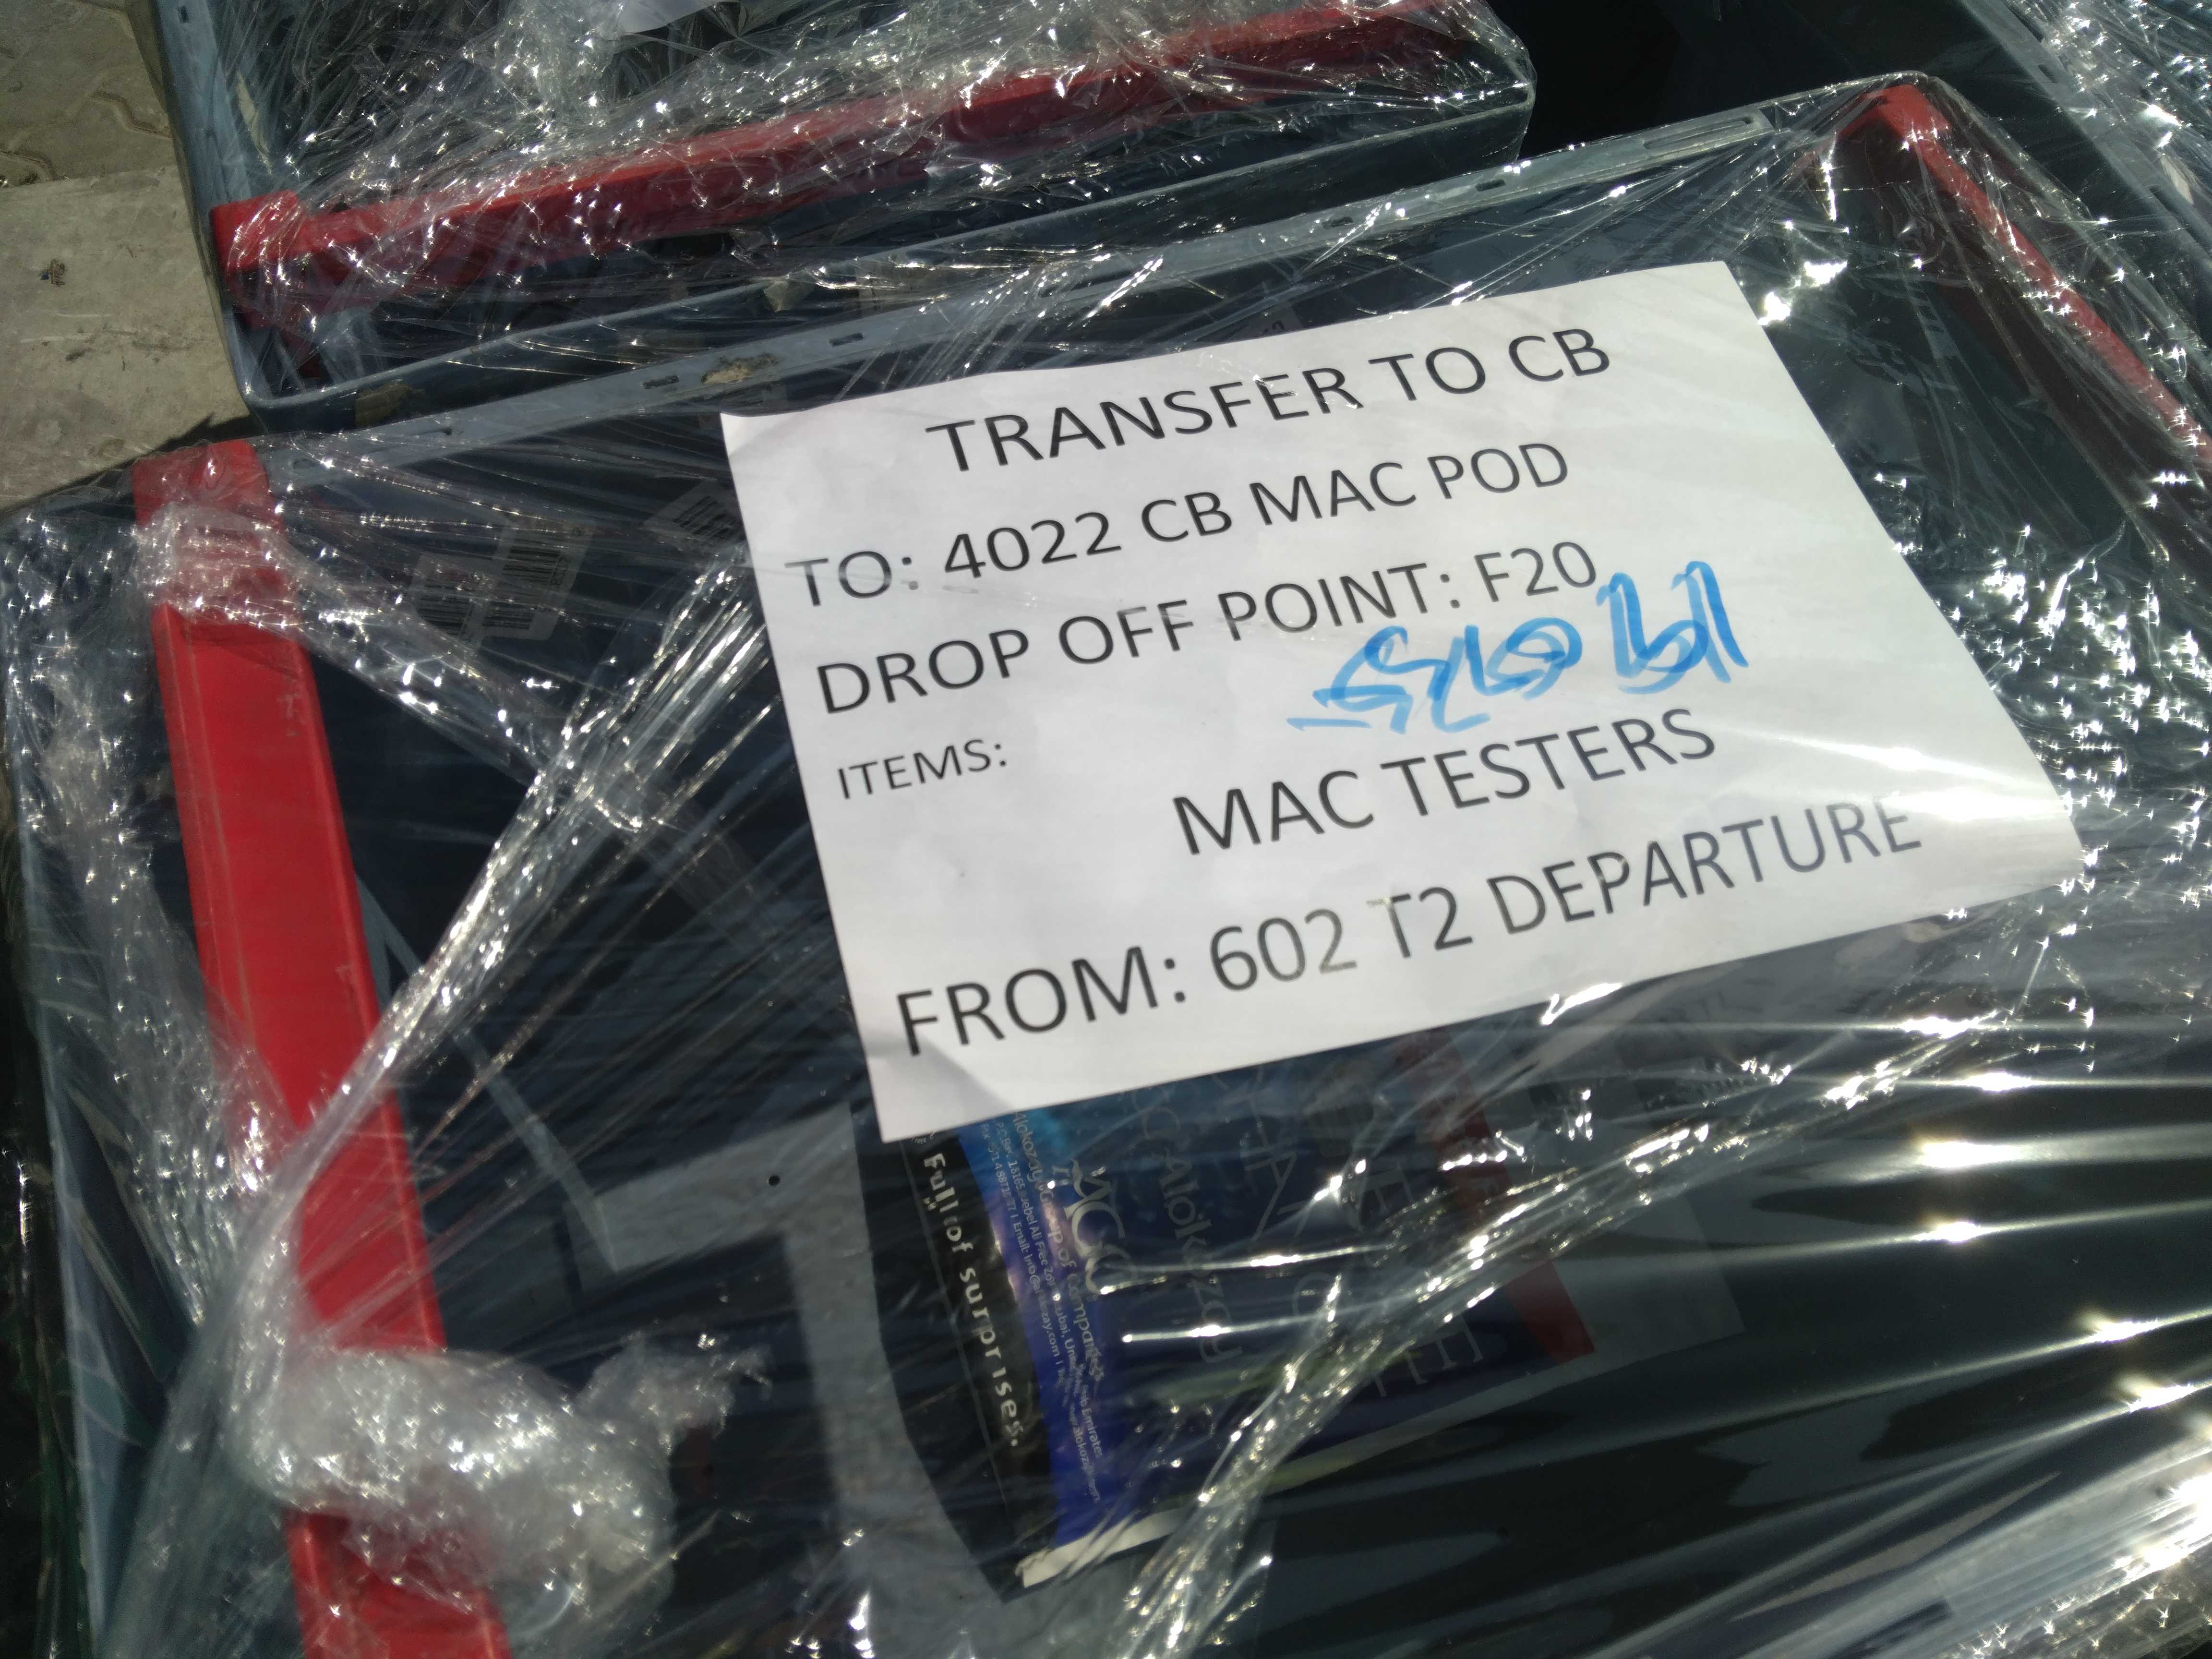 TRANSFER TO CB
TO: 4022 CB MAC POD
DROP OFF POINT: F20
ITEMS:
MAC TESTERS
FROM: 602 T2 DEPARTURE
Full of surprises.
Alokozay